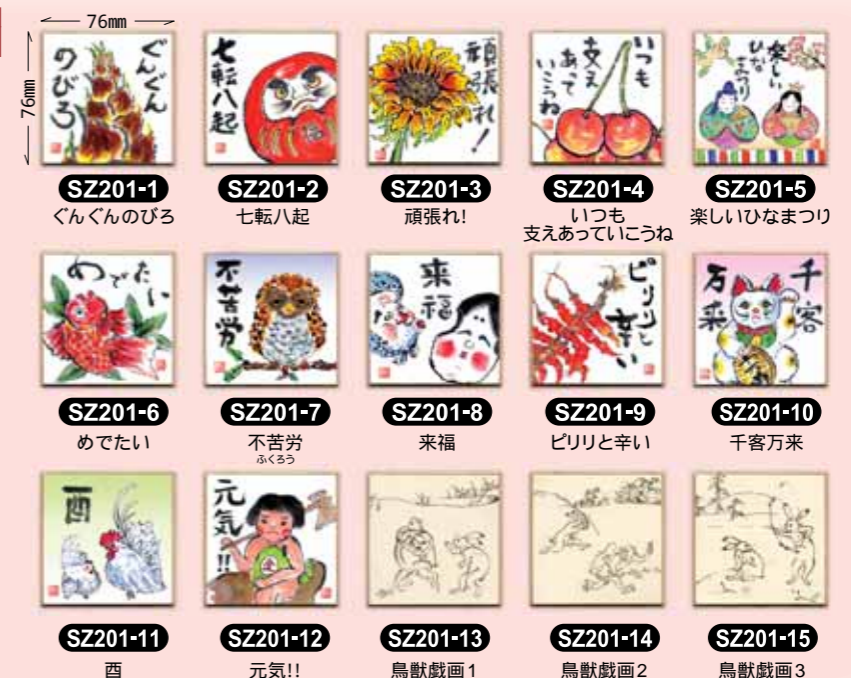 76mm
76mm
ぐんぐん
のびろ
七転八起
頑張れ!
いつも
支え
あって
いこうね
楽しい
ひな
まつり
SZ201-1
SZ201-2
SZ201-3
SZ201-4
SZ201-5
ぐんぐんのびろ
七転八起
頑張れ!
いつも
支えあっていこうね
楽しいひなまつり
めでたい
不苦労
来福
ピリリと
辛い
千客
万来
SZ201-6
SZ201-7
SZ201-8
SZ201-9
SZ201-10
めでたい
不苦労
ふくろう
来福
ピリリと辛い
千客万来
酉
元気!!
金
SZ201-11
SZ201-12
SZ201-13
SZ201-14
SZ201-15
酉
元気!!
鳥獣戯画1
鳥獣戯画2
鳥獣戯画3